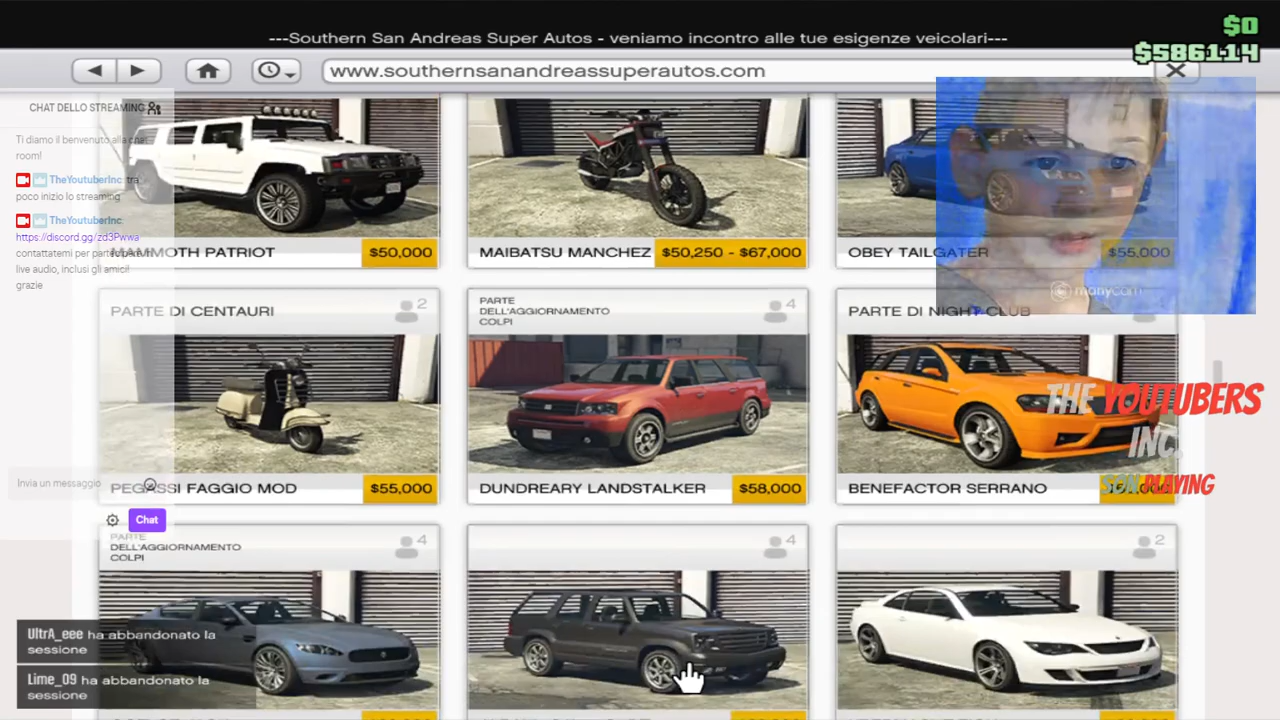 $0
---Southern San Andreas Super Autos - veniamo incontro alle tue esigenze veicolari---
$586114
www.southernsanandreassuperautos.com
CHAT DELLO STREAMING
Ti diamo il benvenuto alla chat
room!
TheYoutuberInc: tra
poco inizio lo streaming
TheYoutuberInc:
https://discord.gg/zd3Pwwa
contattatemi per partecipare in
live audio, inclusi gli amici!
grazie
MAMMOTH PATRIOT
$50,000
MAIBATSU MANCHEZ
$50,250 - $67,000
OBEY TAILGATER
$55,000
manycam
PARTE DI CENTAURI
2
PARTE
DELL'AGGIORNAMENTO
COLPI
4
PARTE DI NIGHT CLUB
THE YOUTUBERS
INC.
SON PLAYING
Invia un messaggio
PEGASSI FAGGIO MOD
$55,000
DUNDREARY LANDSTALKER
$58,000
BENEFACTOR SERRANO
Chat
PARTE
DELL'AGGIORNAMENTO
COLPI
4
4
2
UltrA_eee ha abbandonato la
sessione
Lime_09 ha abbandonato la
sessione